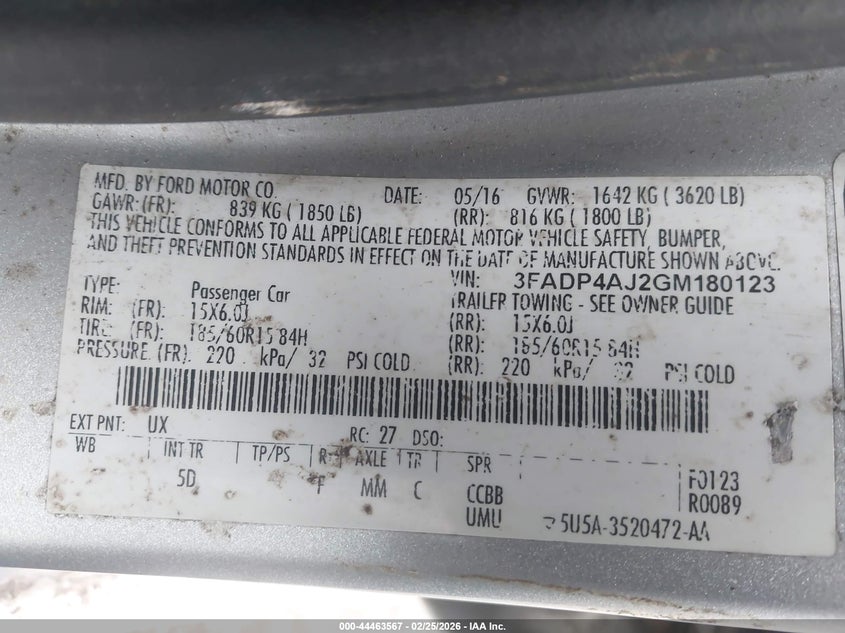 MFD. BY FORD MOTOR CO. DATE: 05/16 GVWR: 1642 KG ( 3620 LB)
GAWR:(FR): 839 KG ( 1850 LB) (RR): 816 KG ( 1800 LB)
THIS VEHICLE CONFORMS TO ALL APPLICABLE FEDERAL MOTOR VEHICLE SAFETY, BUMPER,
AND THEFT PREVENTION STANDARDS IN EFFECT ON THE DATE OF MANUFACTURE SHOWN ABOVE.
VIN: 3FADP4AJ2GM180123
TYPE: Passenger Car TRAILER TOWING - SEE OWNER GUIDE
RIM: (FR): 15X6.0J (RR): 15X6.0J
TIRE: (FR): 185/60R15 84H (RR): 185/60R15 84H
PRESSURE: (FR): 220 kPa/ 32 PSI COLD (RR): 220 kPa/ 32 PSI COLD
EXT PNT: UX RC: 27 DSO:
WB INT TR TP/PS R AXLE TR SPR
5D MM C CCBB F0123
UMU R0089
5U5A-3520472-AA
000-44463567 - 02/25/2026 - IAA Inc.